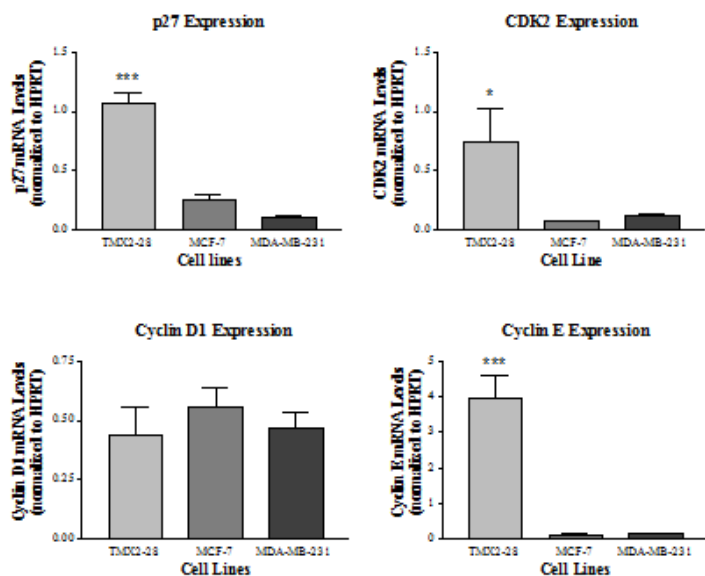 p27 Expression
p27 mRNA Levels
(normalized to HPRT)
1.5
1.0
0.5
0.0
***
TMX2-28 MCF-7 MDA-MB-231
Cell lines
CDK2 Expression
CDK2 mRNA Levels
(normalized to HPRT)
1.5
1.0
0.5
0.0
*
TMX2-28 MCF-7 MDA-MB-231
Cell Line
Cyclin D1 Expression
Cyclin D1 mRNA Levels
(normalized to HPRT)
0.75
0.50
0.25
0.00
TMX2-28 MCF-7 MDA-MB-231
Cell Lines
Cyclin E Expression
Cyclin E mRNA Levels
(normalized to HPRT)
5
4
3
2
1
0
***
TMX2-28 MCF-7 MDA-MB-231
Cell Lines